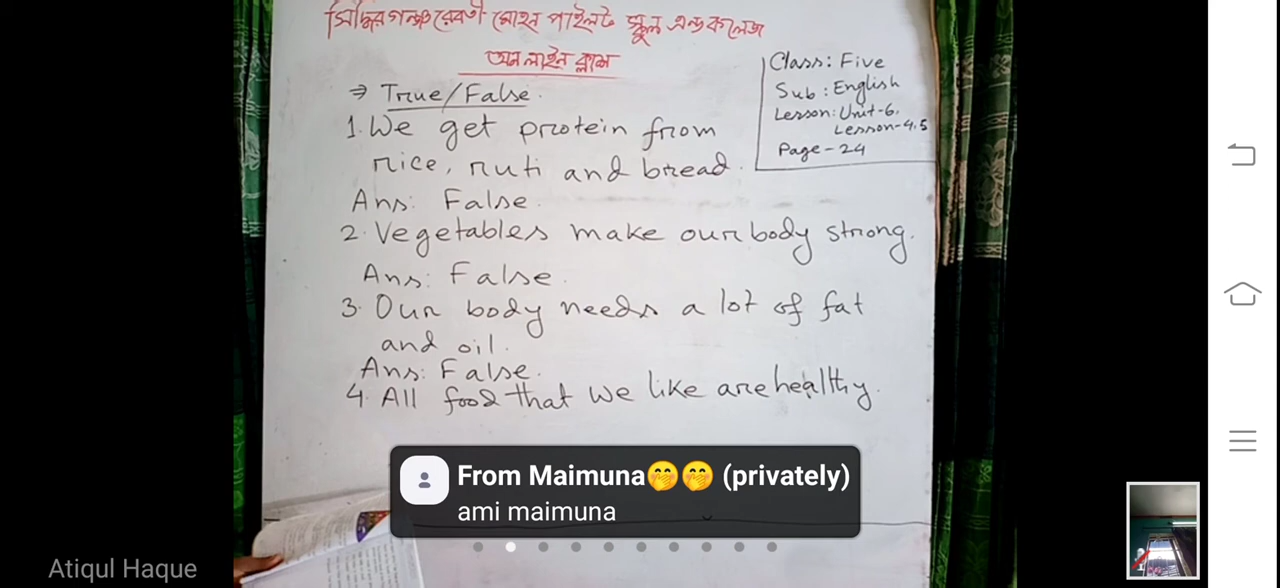 সিদ্ধিরগঞ্জ রেবতী মোহন পাইলট স্কুল এন্ড কলেজ
অনলাইন ক্লাশ
Class: Five
Sub: English
Lesson: Unit-6,
Lesson-4,5
Page-24
⇒ True/False.
1. We get protein from
rice, ruti and bread.
Ans: False.
2. Vegetables make our body strong.
Ans: False.
3. Our body needs a lot of fat
and oil.
Ans: False.
4. All food that we like are healthy.
From Maimuna🤭🤭 (privately)
ami maimuna
Atiqul Haque